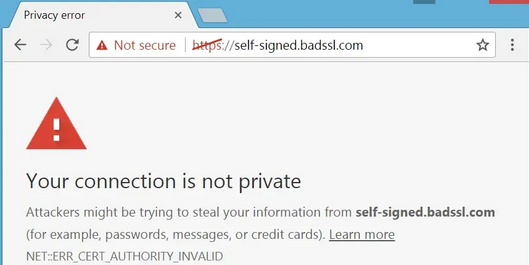 Privacy error
Not secure | https://self-signed.badssl.com
Your connection is not private
Attackers might be trying to steal your information from self-signed.badssl.com
(for example, passwords, messages, or credit cards). Learn more
NET::ERR_CERT_AUTHORITY_INVALID